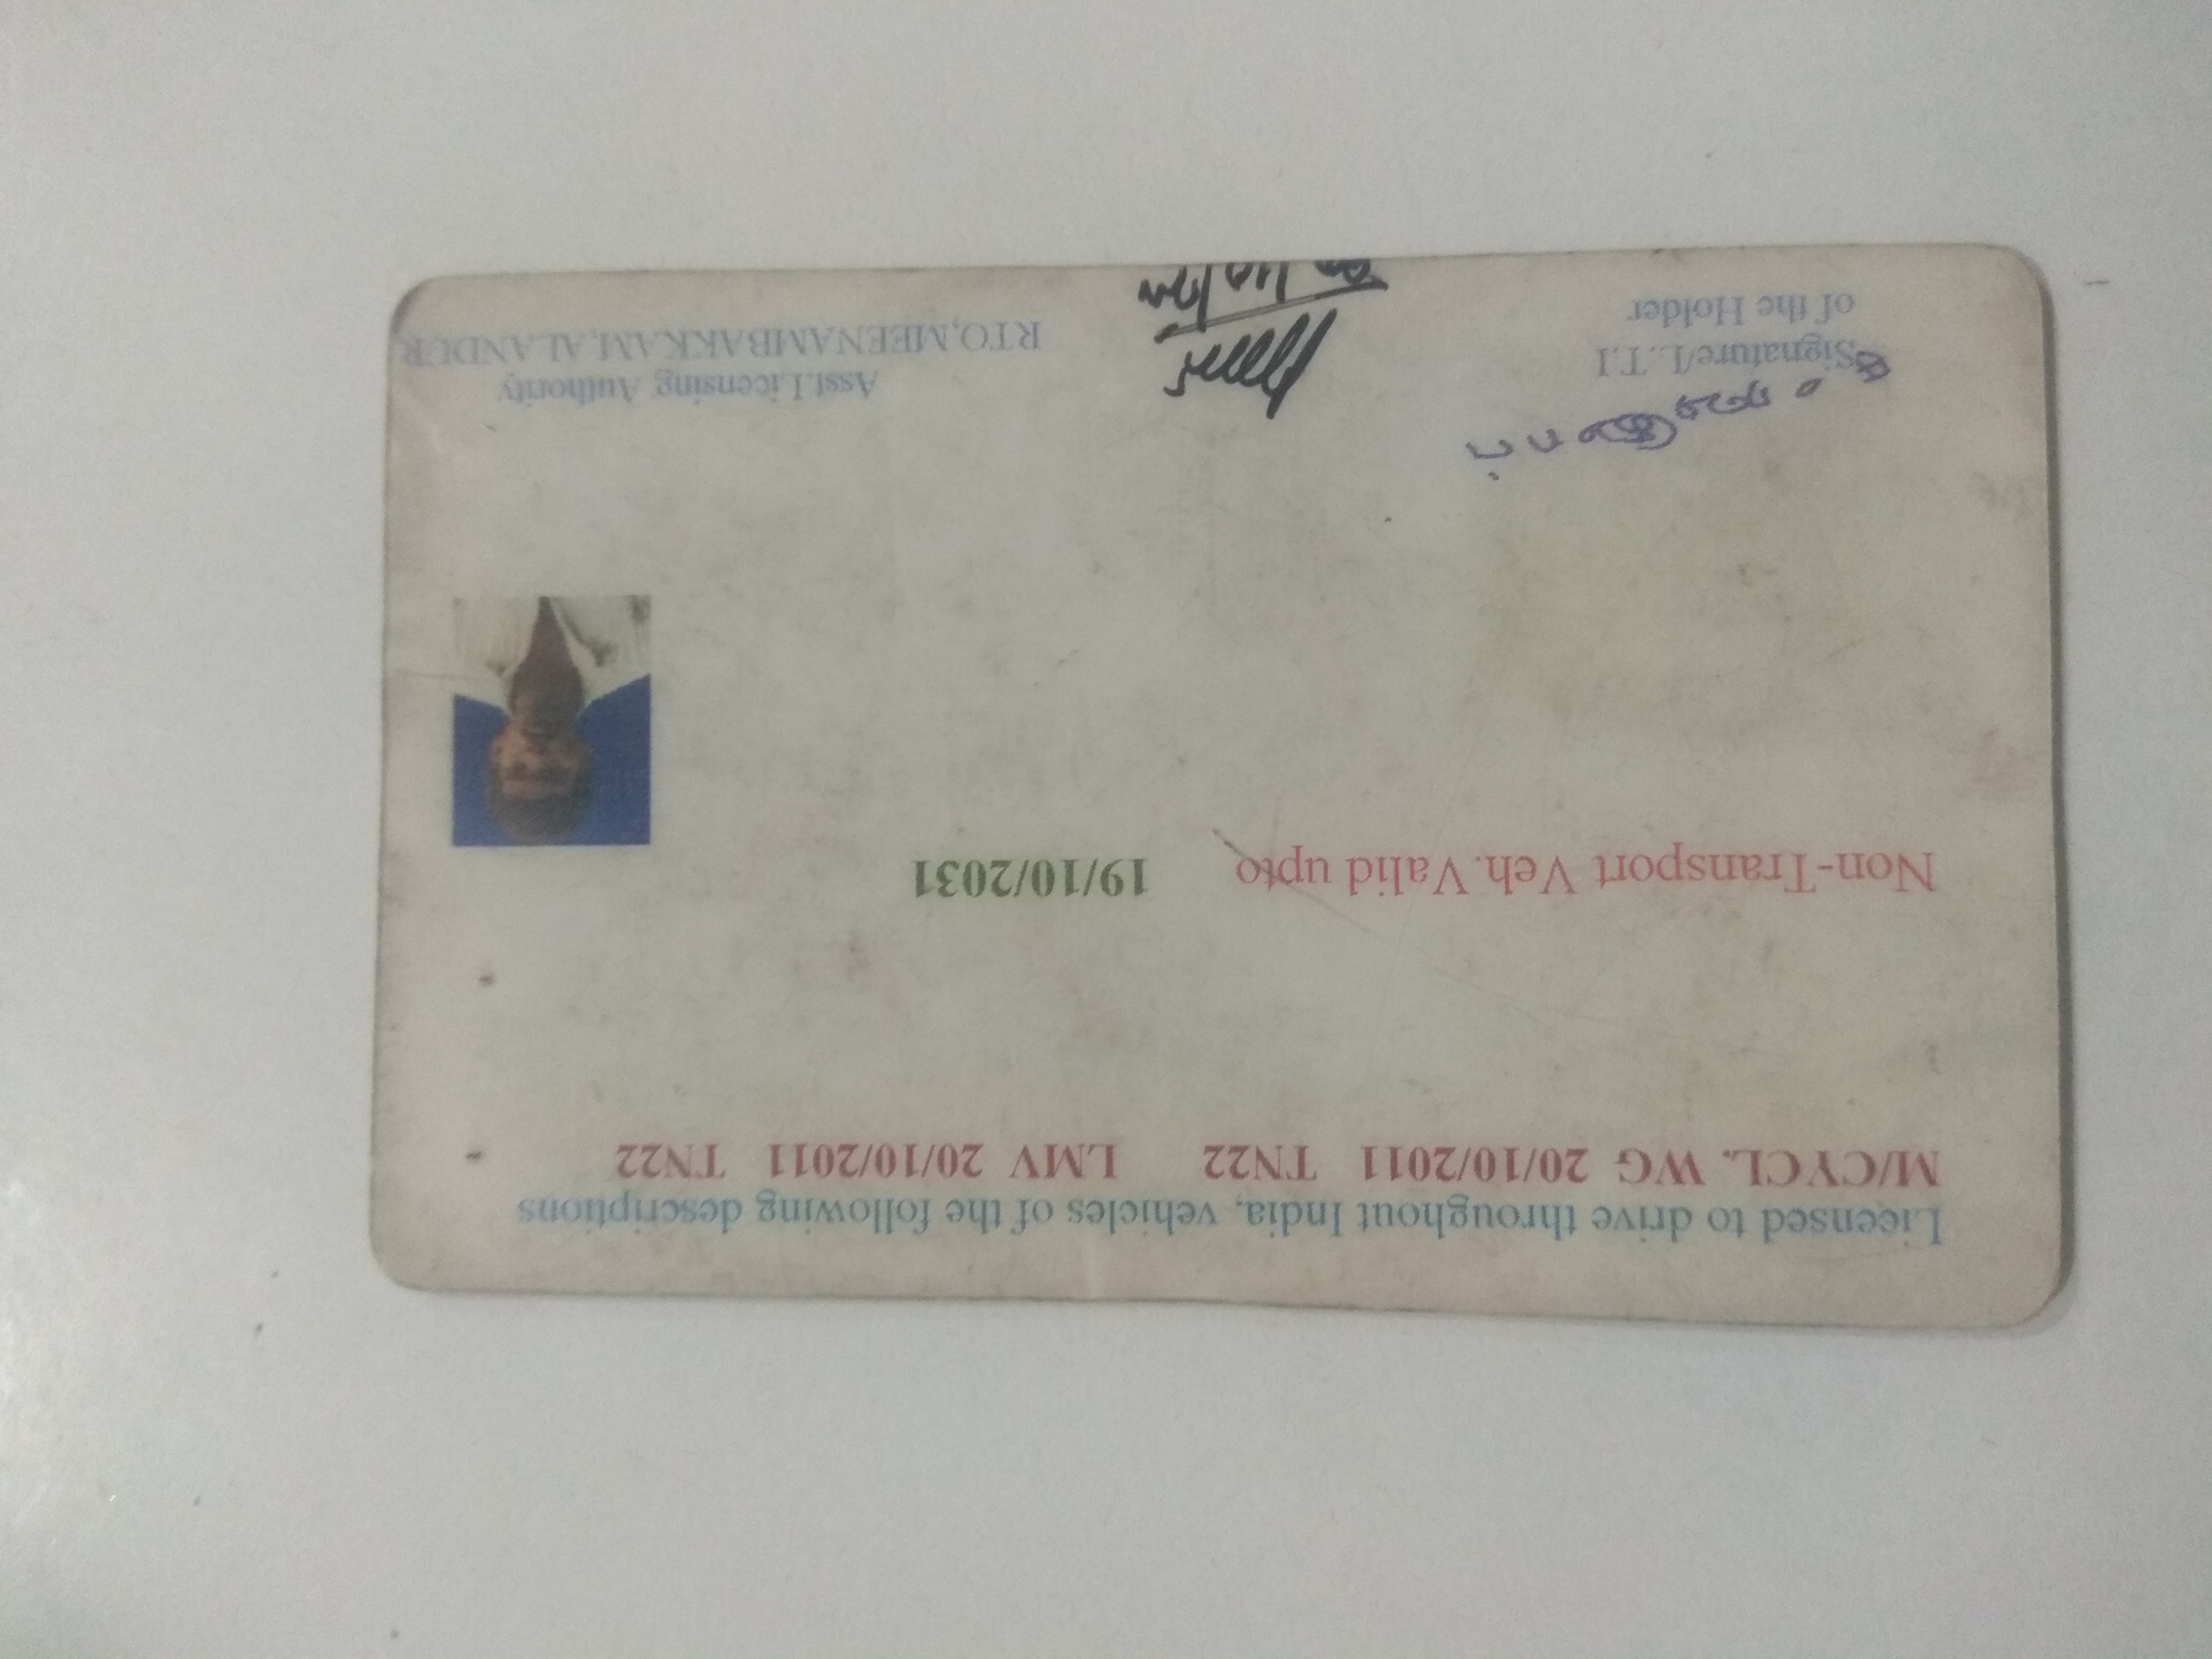 Licensed to drive throughout India, vehicles of the following descriptions
M/CYCL. WG 20/10/2011 TN22 LMV 20/10/2011 TN22
Non-Transport Veh.Valid upto 19/10/2031
Signature/L.T.I
of the Holder
Asst.Licensing Authority
RTO,MEENAMBAKKAM,ALANDUR